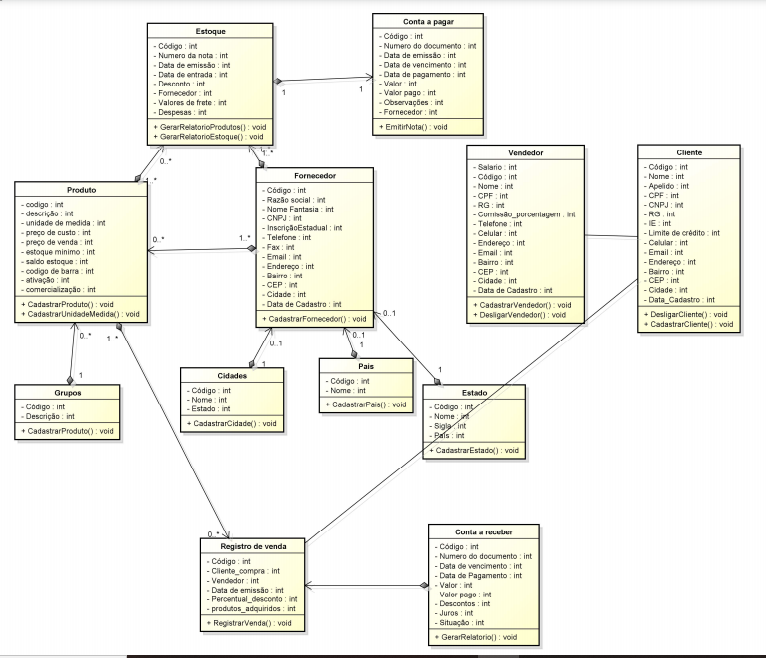 Estoque
- Código : int
- Numero da nota : int
- Data de emissão : int
- Data de entrada : int
- Desconto : int
- Fornecedor : int
- Valores de frete : int
- Despesas : int
+ GerarRelatorioProdutos() : void
+ GerarRelatorioEstoque() : void
1
1
Conta a pagar
- Código : int
- Numero do documento : int
- Data de emissão : int
- Data de vencimento : int
- Data de pagamento : int
- Valor : int
- Valor pago : int
- Observações : int
- Fornecedor : int
+ EmitirNota() : void
0..*
1..*
1..*
Produto
- codigo : int
- descrição : int
- unidade de medida : int
- preço de custo : int
- preço de venda : int
- estoque minimo : int
- saldo estoque : int
- codigo de barra : int
- ativação : int
- comercialização : int
+ CadastrarProduto() : void
+ CadastrarUnidadeMedida() : void
0..*
1..*
Fornecedor
- Código : int
- Razão social : int
- Nome Fantasia : int
- CNPJ : int
- InscriçãoEstadual : int
- Telefone : int
- Fax : int
- Email : int
- Endereço : int
- Bairro : int
- CEP : int
- Cidade : int
- Data de Cadastro : int
+ CadastrarFornecedor() : void
Vendedor
- Salario : int
- Código : int
- Nome : int
- CPF : int
- RG : int
- Comissão_porcentagem : int
- Telefone : int
- Celular : int
- Endereço : int
- Email : int
- Bairro : int
- CEP : int
- Cidade : int
- Data de Cadastro : int
+ CadastrarVendedor() : void
+ DesligarVendedor() : void
Cliente
- Código : int
- Nome : int
- Apelido : int
- CPF : int
- CNPJ : int
- RG : int
- IE : int
- Limite de crédito : int
- Celular : int
- Email : int
- Endereço : int
- Bairro : int
- CEP : int
- Cidade : int
- Data_Cadastro : int
+ DesligarCliente() : void
+ CadastrarCliente() : void
0..*
1 *
1
0..1
1
0..1
1
0..1
1
Grupos
- Código : int
- Descrição : int
+ CadastrarProduto() : void
Cidades
- Código : int
- Nome : int
- Estado : int
+ CadastrarCidade() : void
Pais
- Código : int
- Nome : int
+ CadastrarPais() : void
Estado
- Código : int
- Nome : int
- Sigla : int
- País : int
+ CadastrarEstado() : void
0..*
Registro de venda
- Código : int
- Cliente_compra : int
- Vendedor : int
- Data de emissão : int
- Percentual_desconto : int
- produtos_adquiridos : int
+ RegistrarVenda() : void
Conta a receber
- Código : int
- Numero do documento : int
- Data de vencimento : int
- Data de Pagamento : int
- Valor : int
Valor pago : int
- Descontos : int
- Juros : int
- Situação : int
+ GerarRelatorio() : void